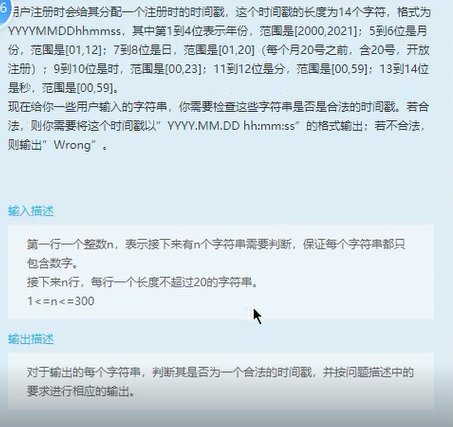 6
用户注册时会给其分配一个注册时的时间戳，这个时间戳的长度为14个字符，格式为
YYYYMMDDhhmmss，其中第1到4位表示年份，范围是[2000,2021]；5到6位是月
份，范围是[01,12]；7到8位是日，范围是[01,20]（每个月20号之前，含20号，开放
注册）；9到10位是时，范围是[00,23]；11到12位是分，范围是[00,59]；13到14位
是秒，范围是[00,59]。
现在给你一些用户输入的字符串，你需要检查这些字符串是否是合法的时间戳。若合
法，则你需要将这个时间戳以”YYYY.MM.DD hh:mm:ss”的格式输出；若不合法，
则输出”Wrong”。
输入描述
第一行一个整数n，表示接下来有n个字符串需要判断，保证每个字符串都只
包含数字。
接下来n行，每行一个长度不超过20的字符串。
1<=n<=300
输出描述
对于输出的每个字符串，判断其是否为一个合法的时间戳，并按问题描述中的
要求进行相应的输出。